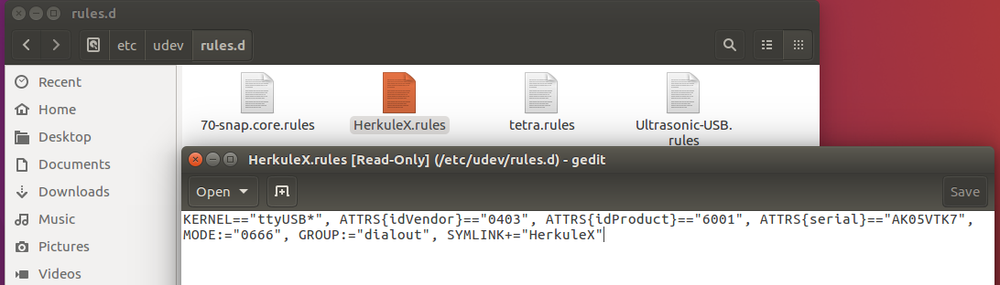 rules.d
etc udev rules.d
Recent
Home
Desktop
Documents
Downloads
Music
Pictures
Videos
70-snap.core.rules HerkuleX.rules tetra.rules Ultrasonic-USB.
rules
HerkuleX.rules [Read-Only] (/etc/udev/rules.d) - gedit
Open Save
KERNEL=="ttyUSB*", ATTRS{idVendor}=="0403", ATTRS{idProduct}=="6001", ATTRS{serial}=="AK05VTK7",
MODE:="0666", GROUP:="dialout", SYMLINK+="HerkuleX"